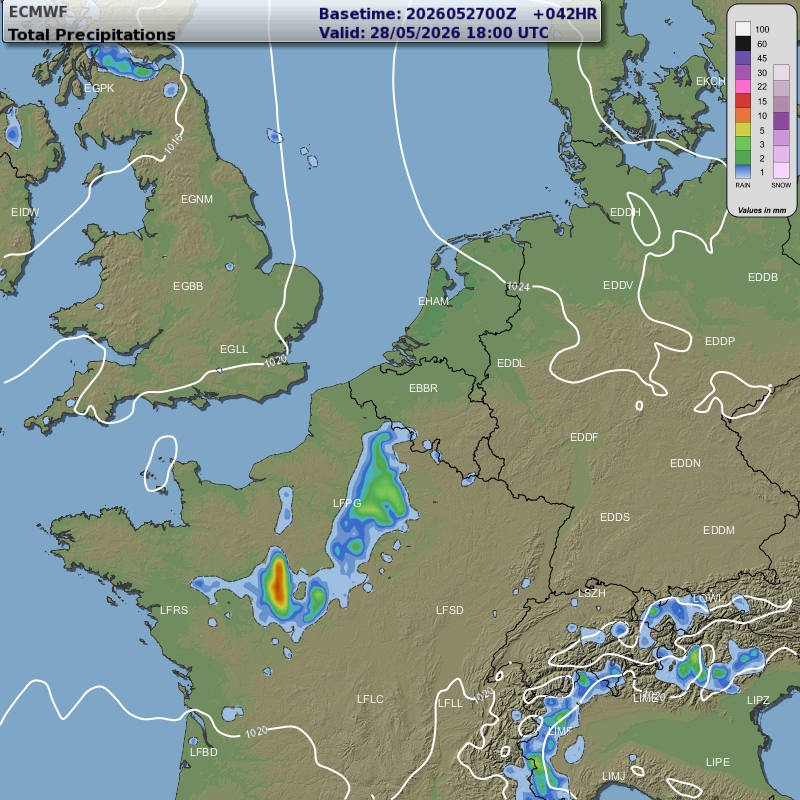 ECMWF
Basetime: 2026052700Z +042HR
Total Precipitations
Valid: 28/05/2026 18:00 UTC
100
60
45
30
22
15
10
5
3
2
1
RAIN SNOW
Values in mm
EGPK
EKCH
1016
EIDW
EGNM
EDDH
EGBB
1024
EDDV
EDDB
EHAM
EDDP
EGLL
1020
EDDL
EBBR
EDDF
EDDN
LFPG
EDDS
EDDM
LSZH
LOWI
LFRS
LFSD
LFLC
LFLL
1020
1020
LIPZ
1020
LIMF
LFBD
LIPE
LIMJ